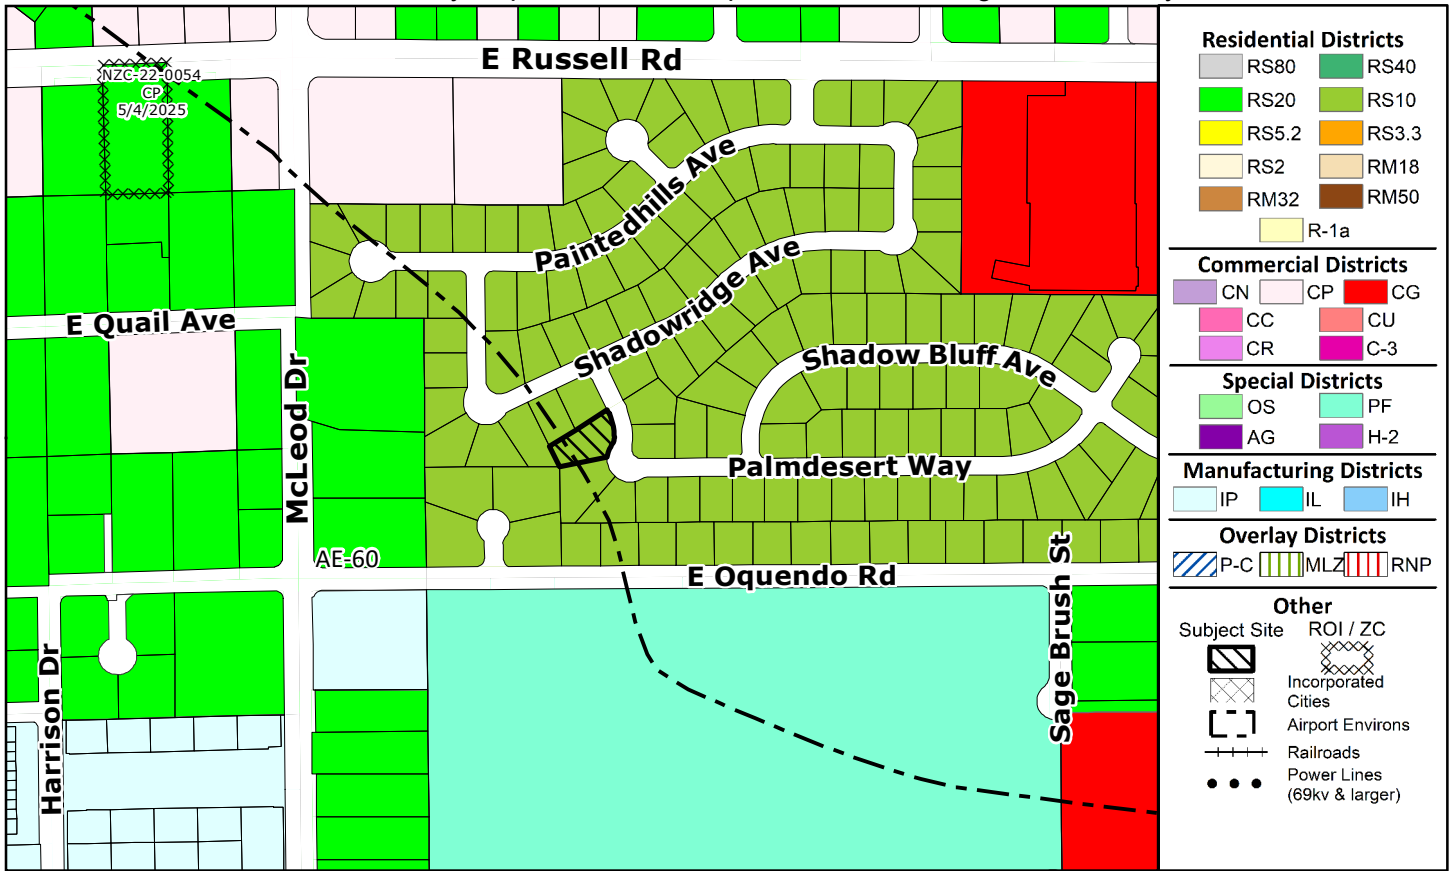 E Russell Rd
NZC-22-0054
CP
5/4/2025
Paintedhills Ave
Shadowridge Ave
E Quail Ave
McLeod Dr
Shadow Bluff Ave
Palmdesert Way
AE-60
E Oquendo Rd
Sage Brush St
Harrison Dr
Residential Districts
RS80 RS40
RS20 RS10
RS5.2 RS3.3
RS2 RM18
RM32 RM50
R-1a
Commercial Districts
CN CP CG
CC CU
CR C-3
Special Districts
OS PF
AG H-2
Manufacturing Districts
IP IL IH
Overlay Districts
P-C MLZ RNP
Other
Subject Site ROI / ZC
Incorporated
Cities
Airport Environs
Railroads
Power Lines
(69kv & larger)